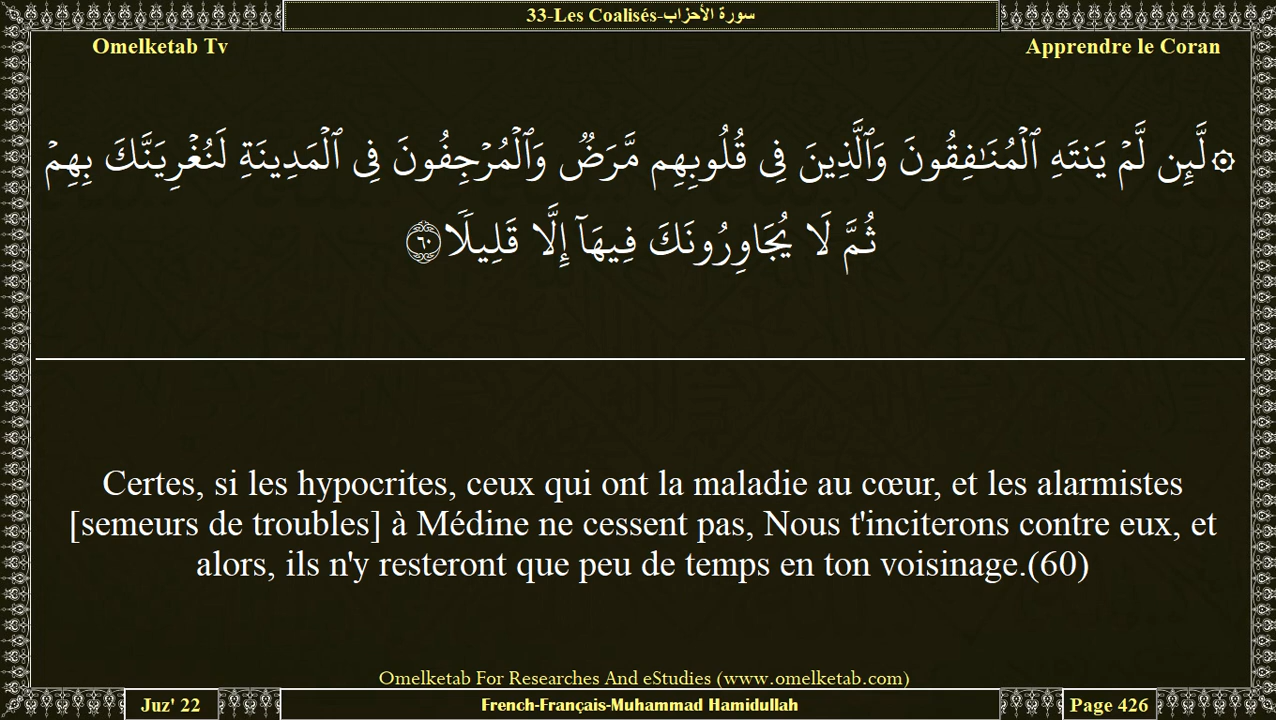 33-Les Coalisés-سورة الأحزاب
Omelketab Tv
Apprendre le Coran
۞ لَّئِن لَّمْ يَنتَهِ ٱلْمُنَـٰفِقُونَ وَٱلَّذِينَ فِى قُلُوبِهِم مَّرَضٌ وَٱلْمُرْجِفُونَ فِى ٱلْمَدِينَةِ لَنُغْرِيَنَّكَ بِهِمْ
ثُمَّ لَا يُجَاوِرُونَكَ فِيهَآ إِلَّا قَلِيلًا ٦٠
Certes, si les hypocrites, ceux qui ont la maladie au cœur, et les alarmistes
[semeurs de troubles] à Médine ne cessent pas, Nous t'inciterons contre eux, et
alors, ils n'y resteront que peu de temps en ton voisinage.(60)
Omelketab For Researches And eStudies (www.omelketab.com)
Juz' 22
French-Français-Muhammad Hamidullah
Page 426